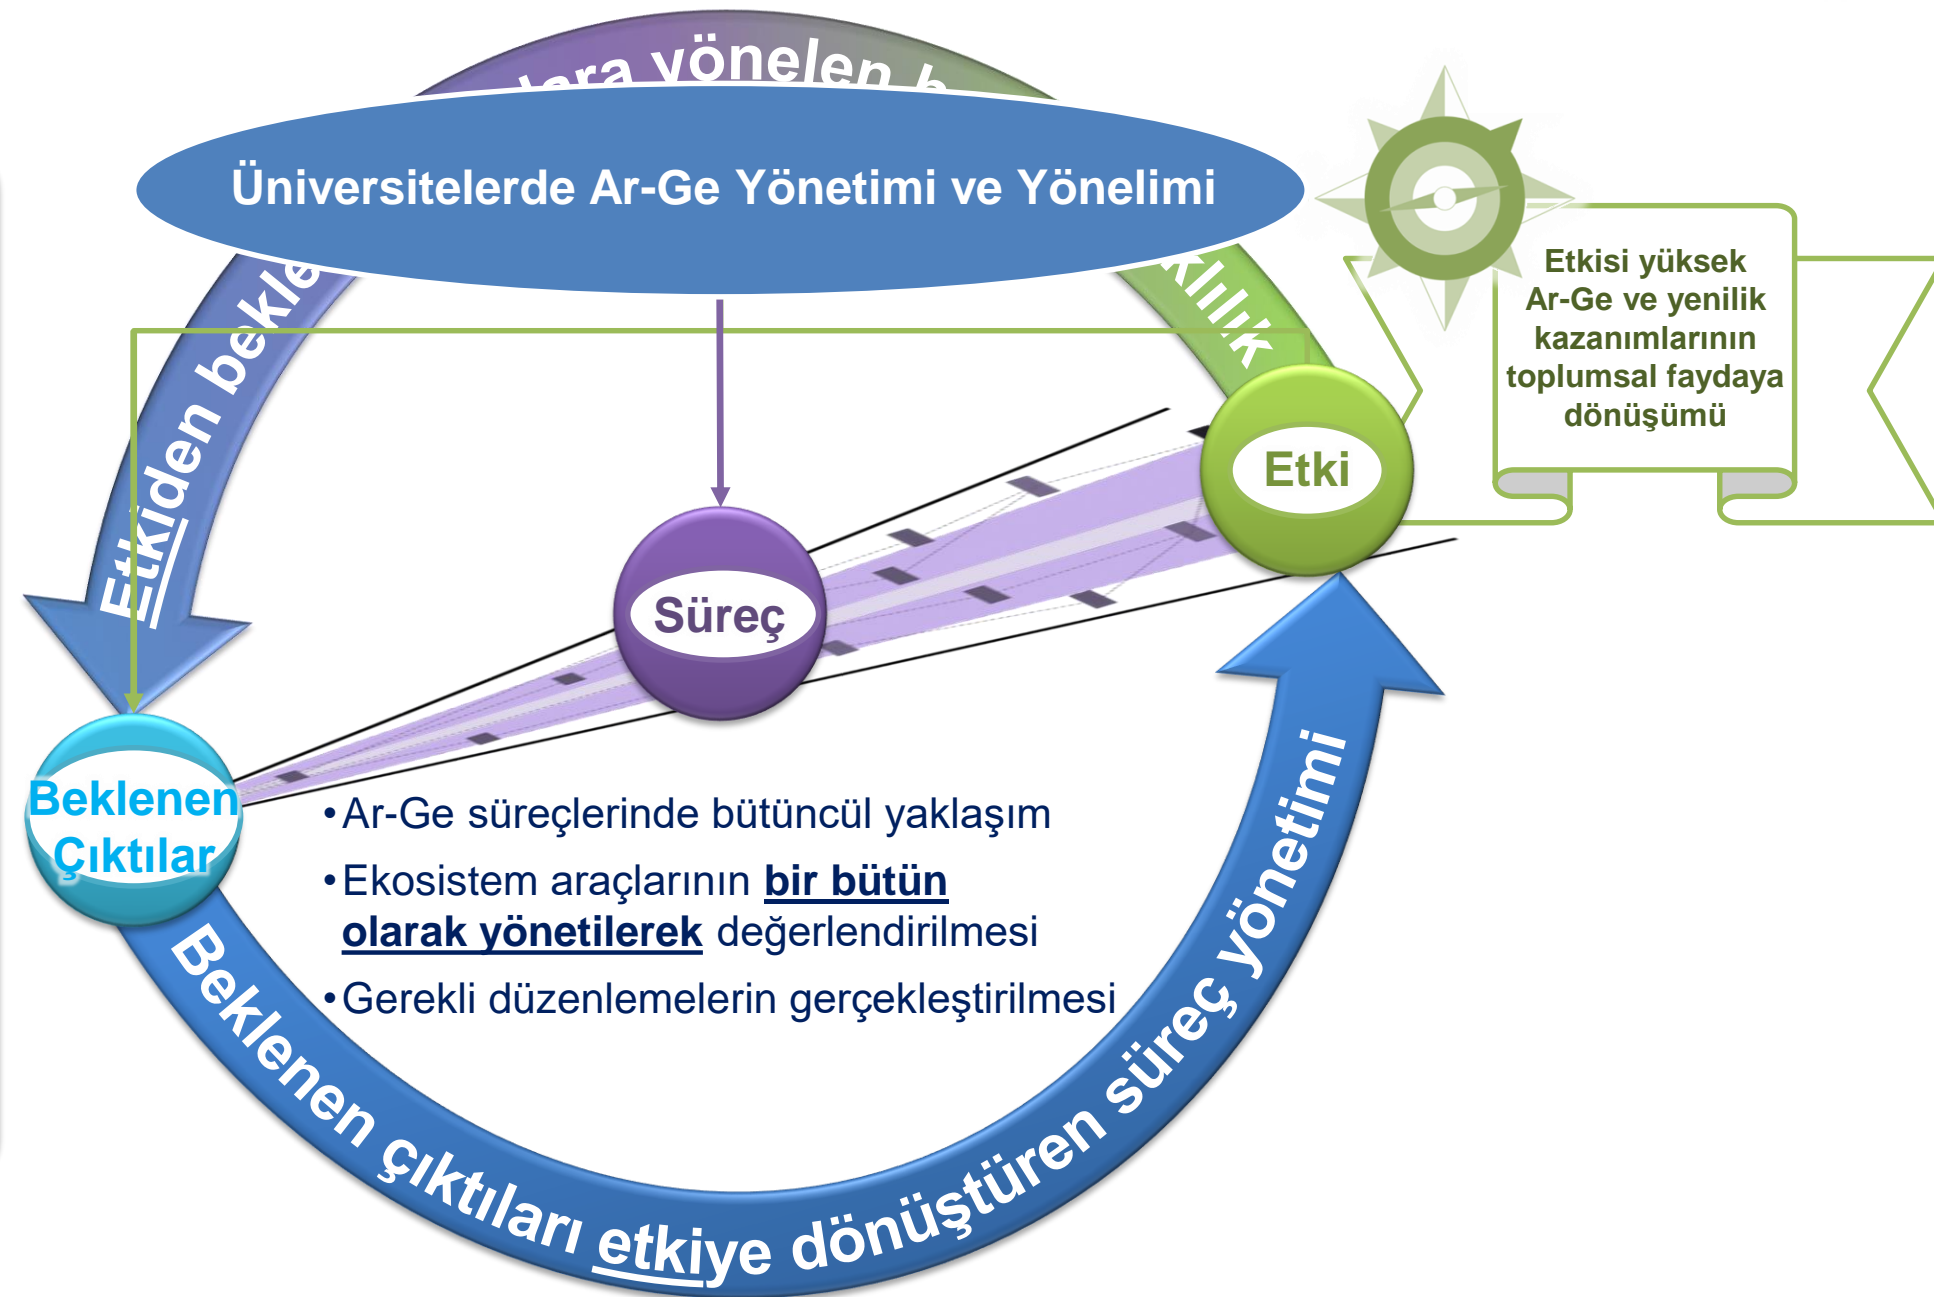 yönelen
Üniversitelerde Ar-Ge Yönetimi ve Yönelimi
Etkiden
Etkisi yüksek
Ar-Ge ve yenilik
kazanımlarının
toplumsal faydaya
dönüşümü
Etki
Süreç
Beklenen
Çıktılar
•Ar-Ge süreçlerinde bütüncül yaklaşım
•Ekosistem araçlarının bir bütün
olarak yönetilerek değerlendirilmesi
•Gerekli düzenlemelerin gerçekleştirilmesi
Beklenen çıktıları etkiye dönüştüren süreç yönetimi